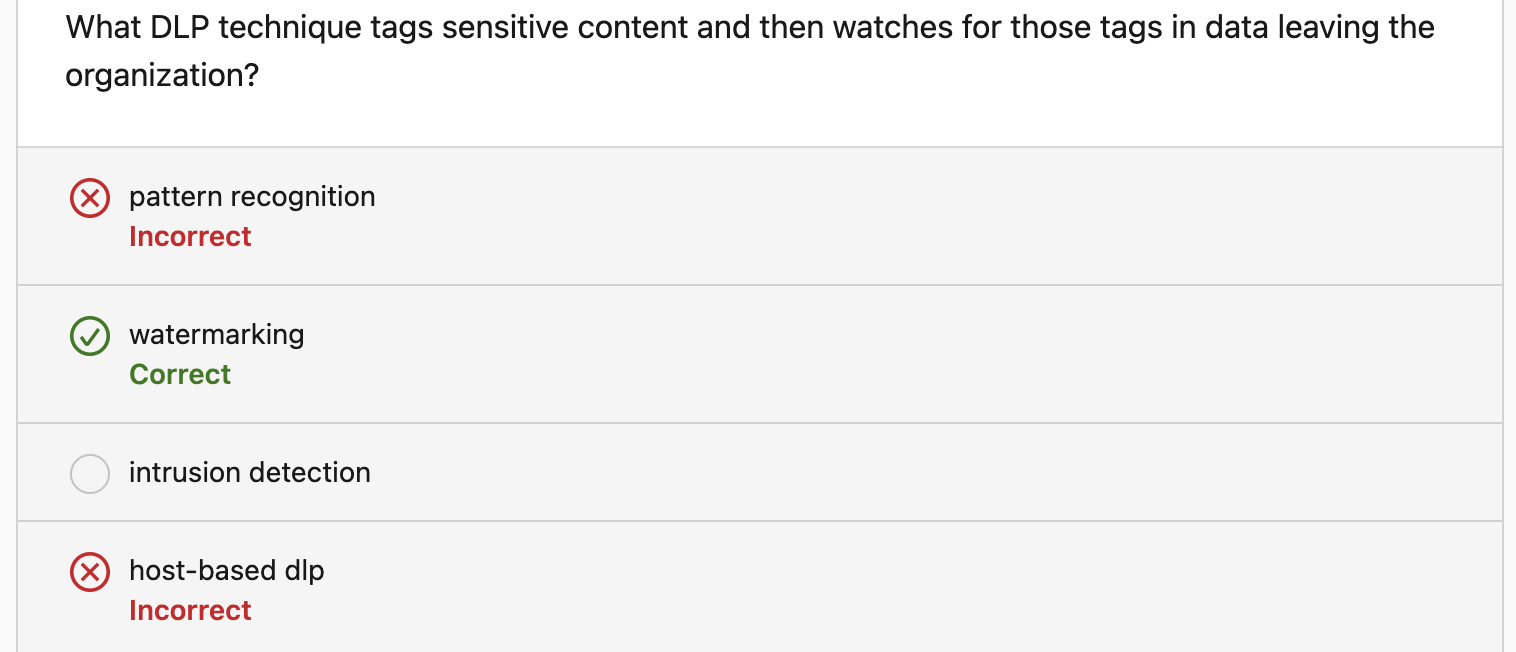 What DLP technique tags sensitive content and then watches for those tags in data leaving the
organization?
pattern recognition
Incorrect
watermarking
Correct
intrusion detection
host-based dlp
Incorrect